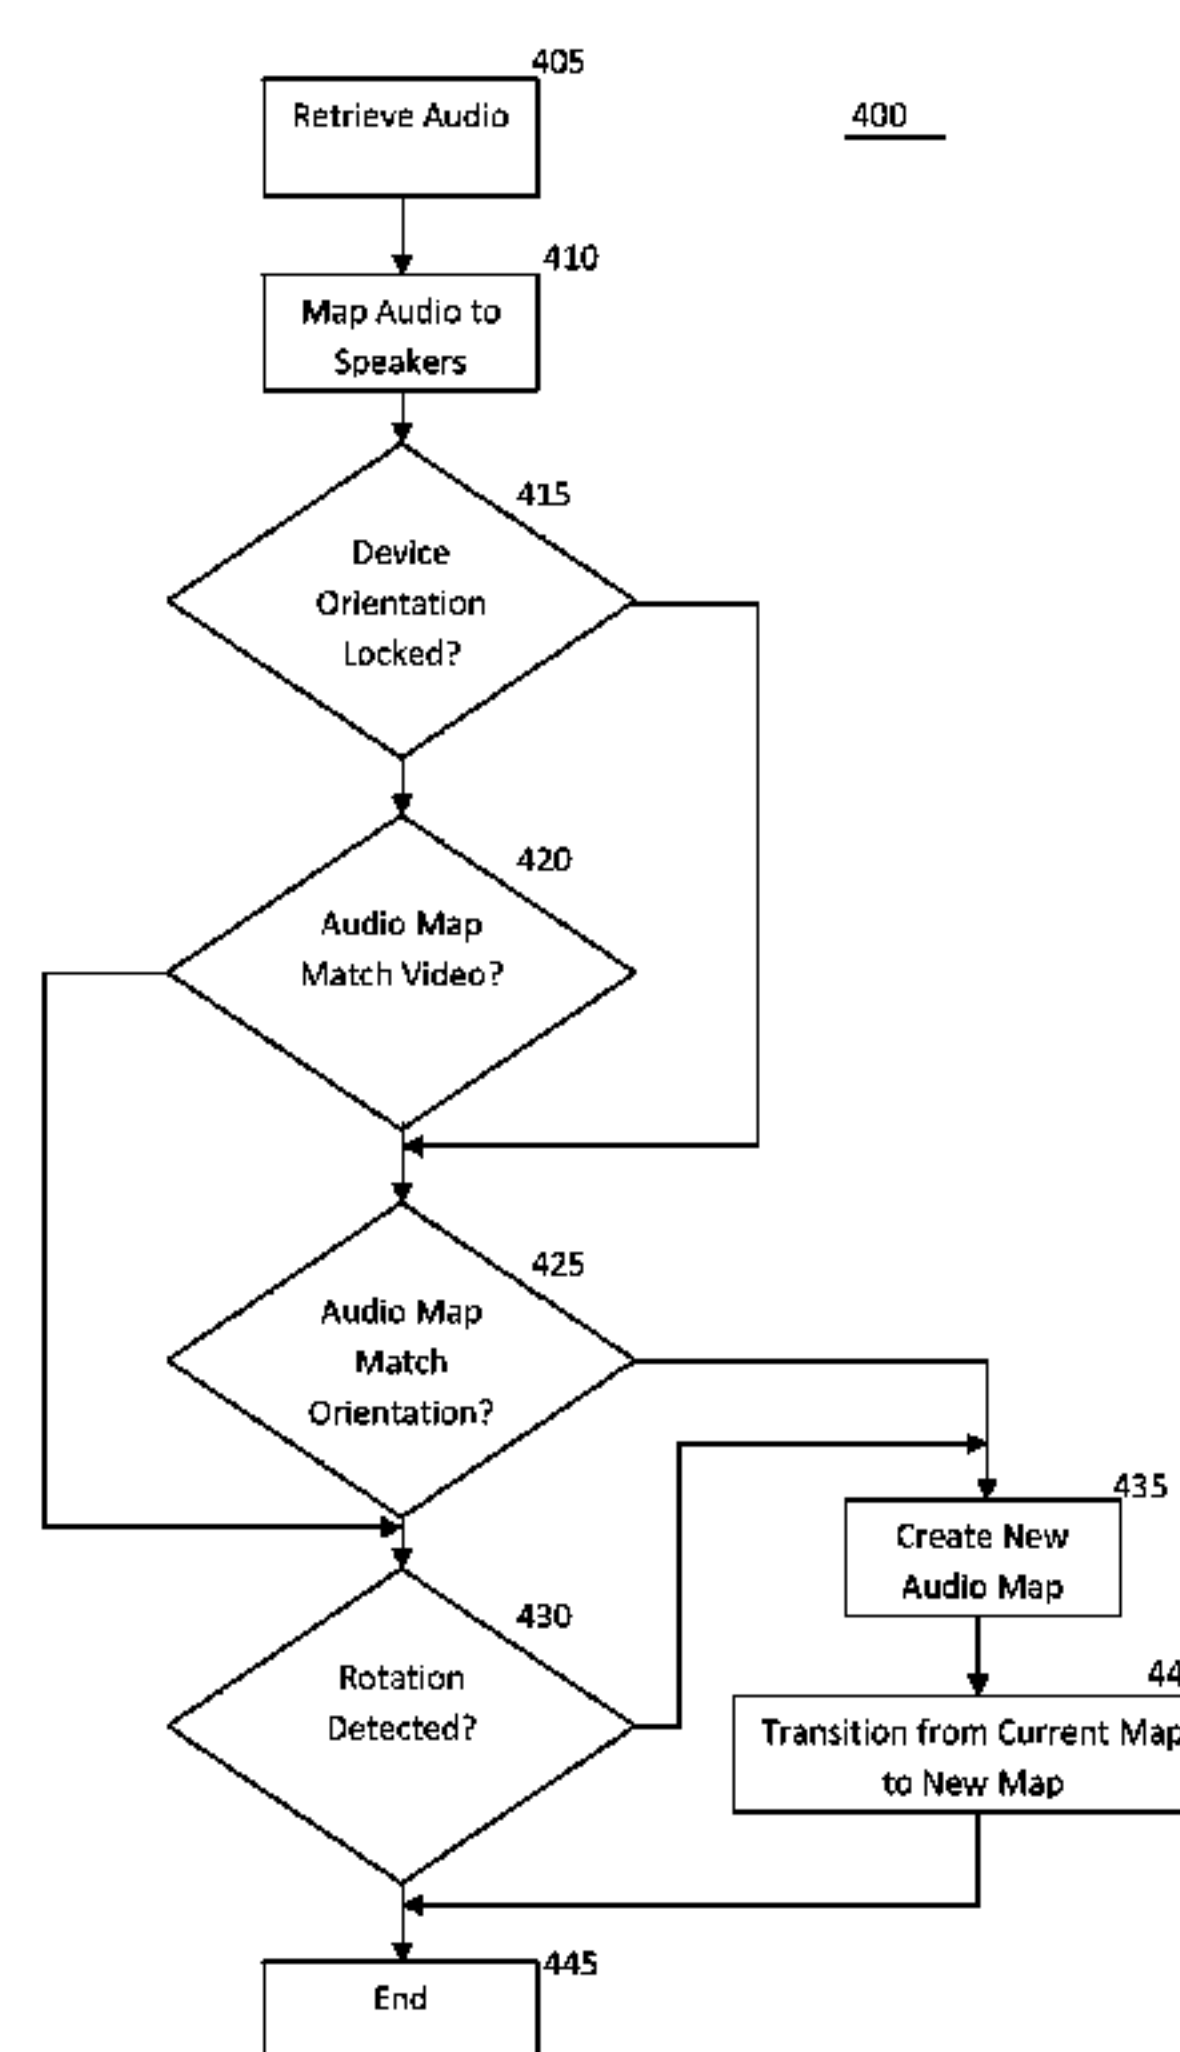 405
Retrieve Audio
400
410
Map Audio to
Speakers
415
Device
Orientation
Locked?
420
Audio Map
Match Video?
425
Audio Map
Match
Orientation?
435
Create New
Audio Map
430
Rotation
Detected?
44
Transition from Current Map
to New Map
445
End